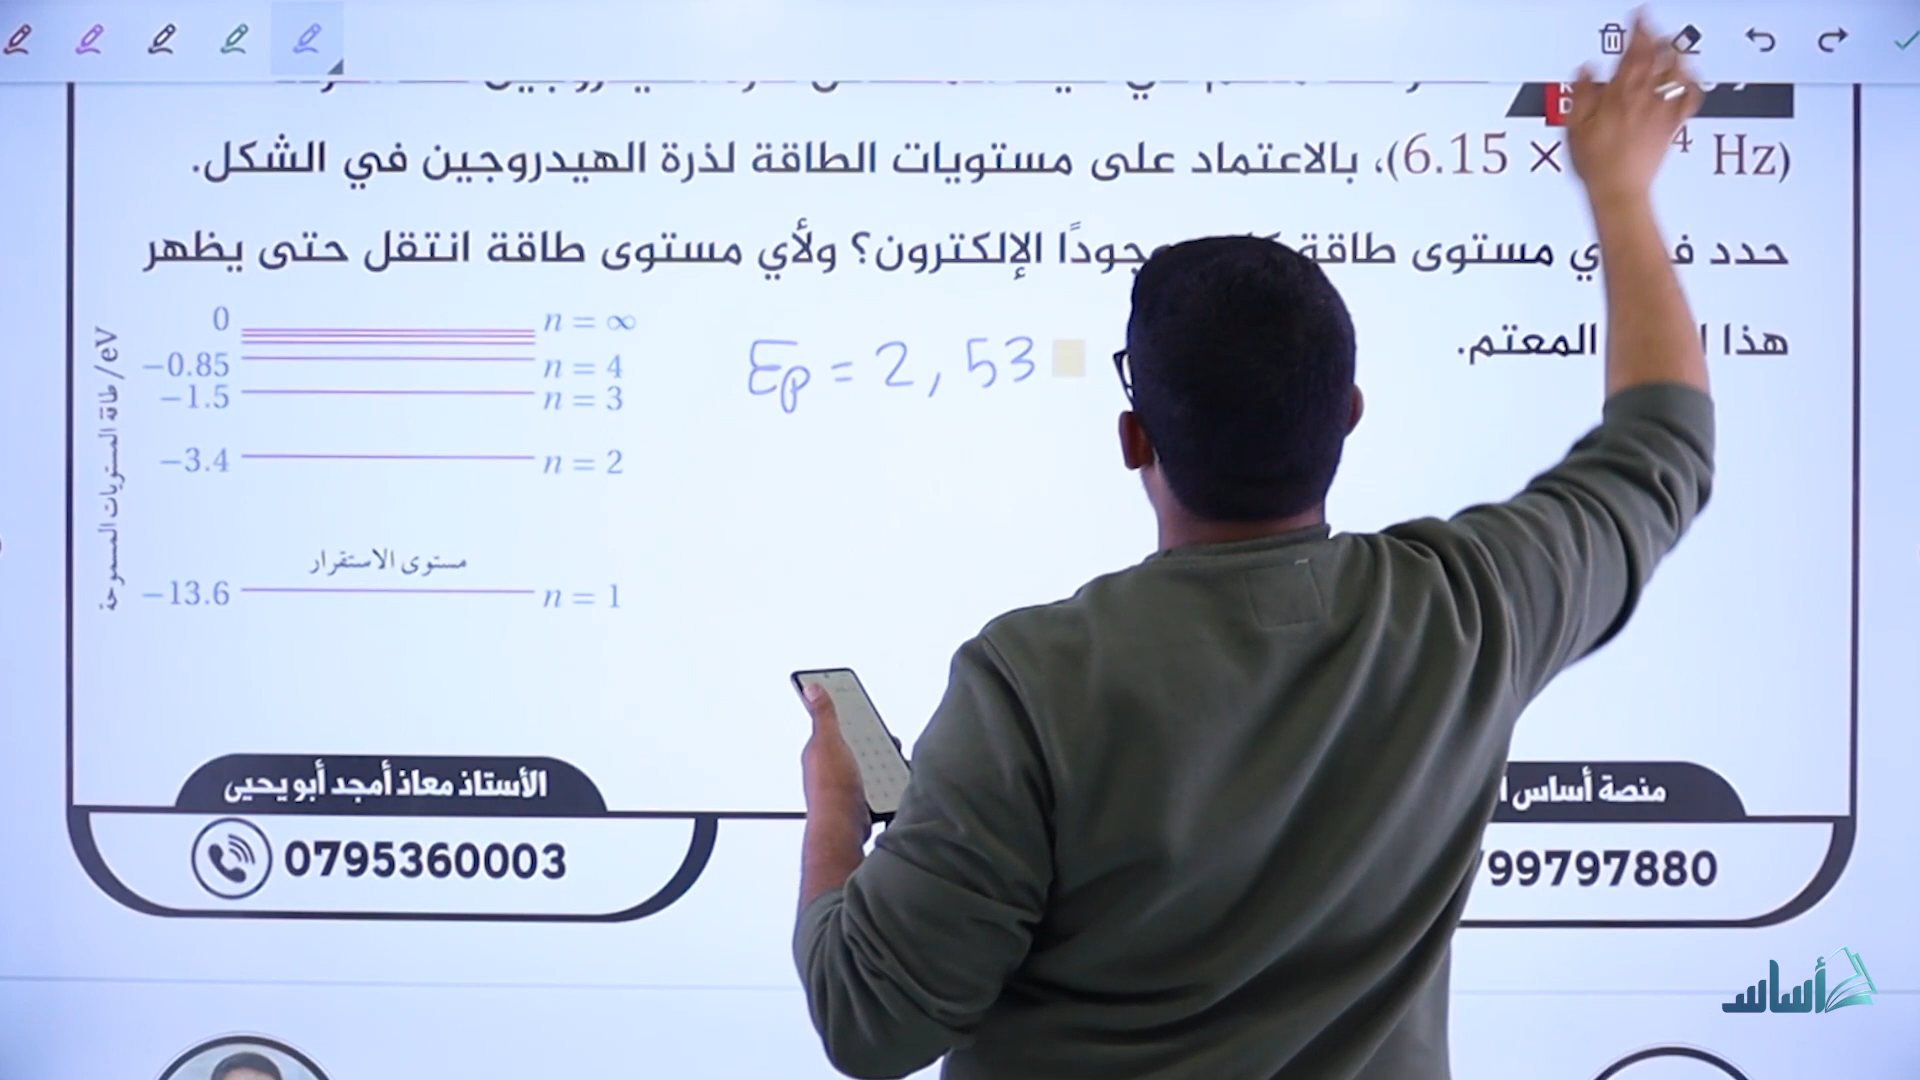 (6.15 × 4 Hz)، بالاعتماد على مستويات الطاقة لذرة الهيدروجين في الشكل.
حدد مستوى طاقة الإلكترون؟ ولأي مستوى طاقة انتقل حتى يظهر
هذا المعتم.
طاقة المستويات المسموحة / eV
0 n = ∞
−0.85 n = 4
−1.5 n = 3
−3.4 n = 2
مستوى الاستقرار
−13.6 n = 1
Ep = 2,53
منصة أساس
99797880
الأستاذ معاذ أمجد أبو يحيى
0795360003
أساس